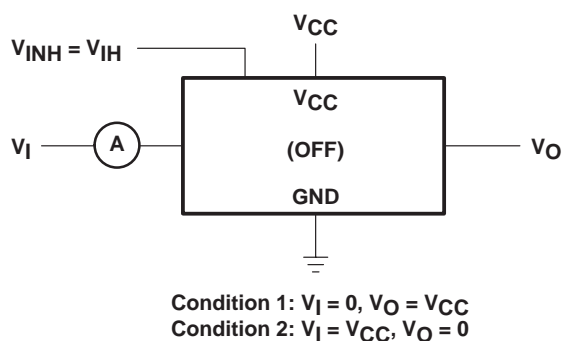 VCC
VINH = VIH
VCC
VI
A
(OFF)
VO
GND
Condition 1: VI = 0, VO = VCC
Condition 2: VI = VCC, VO = 0